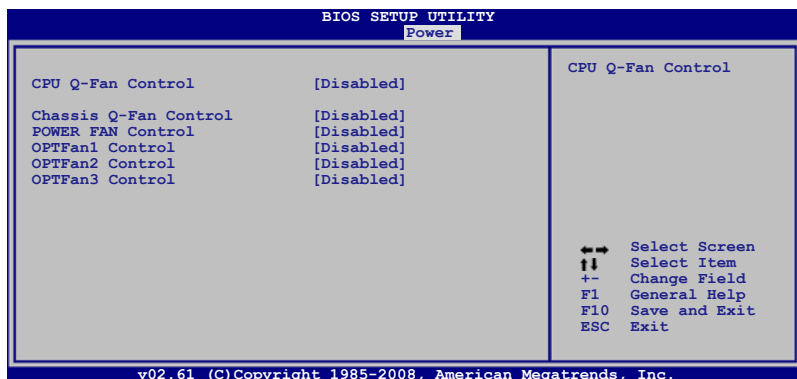 BIOS SETUP UTILITY
Power
CPU Q-Fan Control [Disabled]
Chassis Q-Fan Control [Disabled]
POWER FAN Control [Disabled]
OPTFan1 Control [Disabled]
OPTFan2 Control [Disabled]
OPTFan3 Control [Disabled]
CPU Q-Fan Control
←→ Select Screen
↑↓ Select Item
+- Change Field
F1 General Help
F10 Save and Exit
ESC Exit
v02.61 (C)Copyright 1985-2008, American Megatrends, Inc.